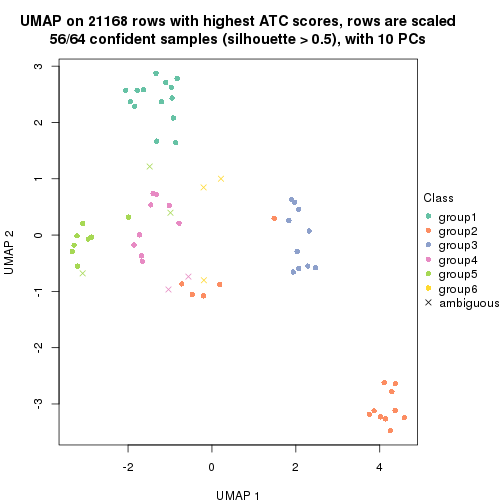 UMAP on 21168 rows with highest ATC scores, rows are scaled
56/64 confident samples (silhouette > 0.5), with 10 PCs
3
2
1
0
-1
-2
-3
UMAP 2
-2
0
2
4
UMAP 1
Class
group1
group2
group3
group4
group5
group6
ambiguous